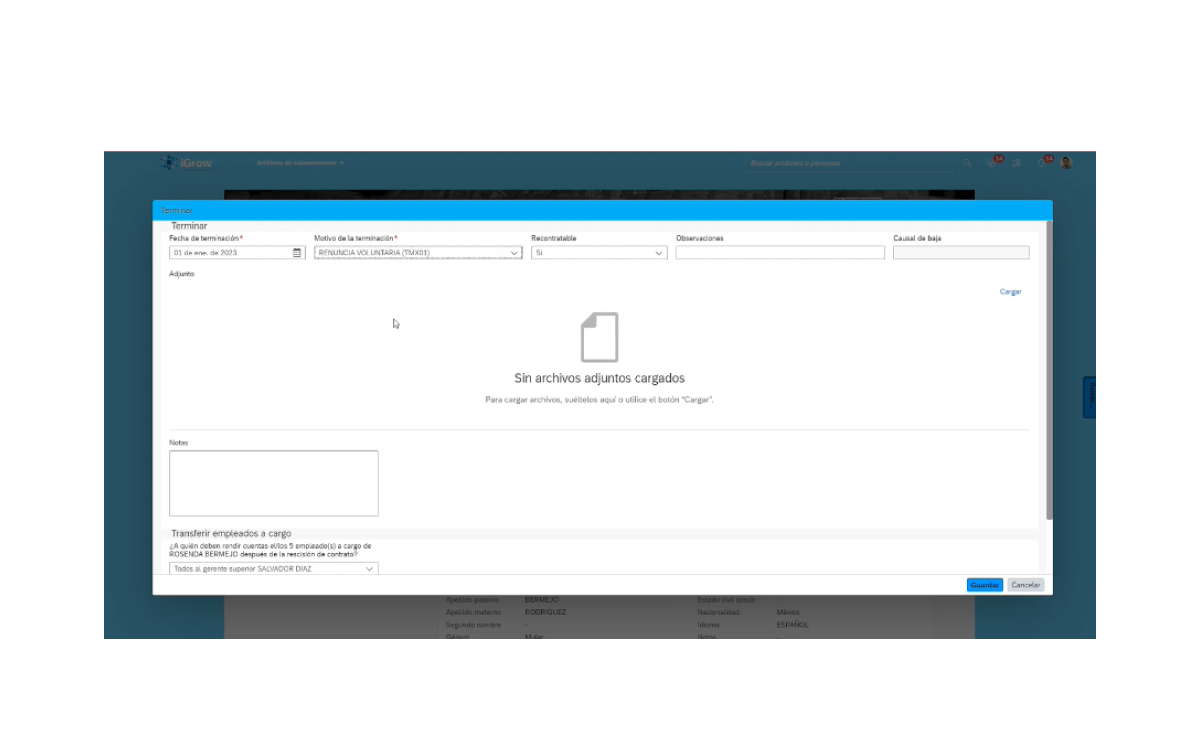 iGrow
Archivos de colaboradores
Buscar acciones o personas
14
14
Terminar
Terminar
Fecha de terminación*
Motivo de la terminación*
Recontratable
Observaciones
Causal de baja
01 de ene. de 2023
RENUNCIA VOLUNTARIA (TMX01)
Sí
Adjunto
Cargar
Sin archivos adjuntos cargados
Para cargar archivos, suéltelos aquí o utilice el botón "Cargar".
Notas
Transferir empleados a cargo
¿A quién deben rendir cuentas el/los 5 empleado(s) a cargo de
ROSENDA BERMEJO después de la rescisión de contrato?
Todos al gerente superior SALVADOR DIAZ
Guardar
Cancelar
Apellido paterno BERMEJO
Estado civil desde
Apellido materno RODRIGUEZ
Nacionalidad México
Segundo nombre -
Idioma ESPAÑOL
Género Mujer
Notas -